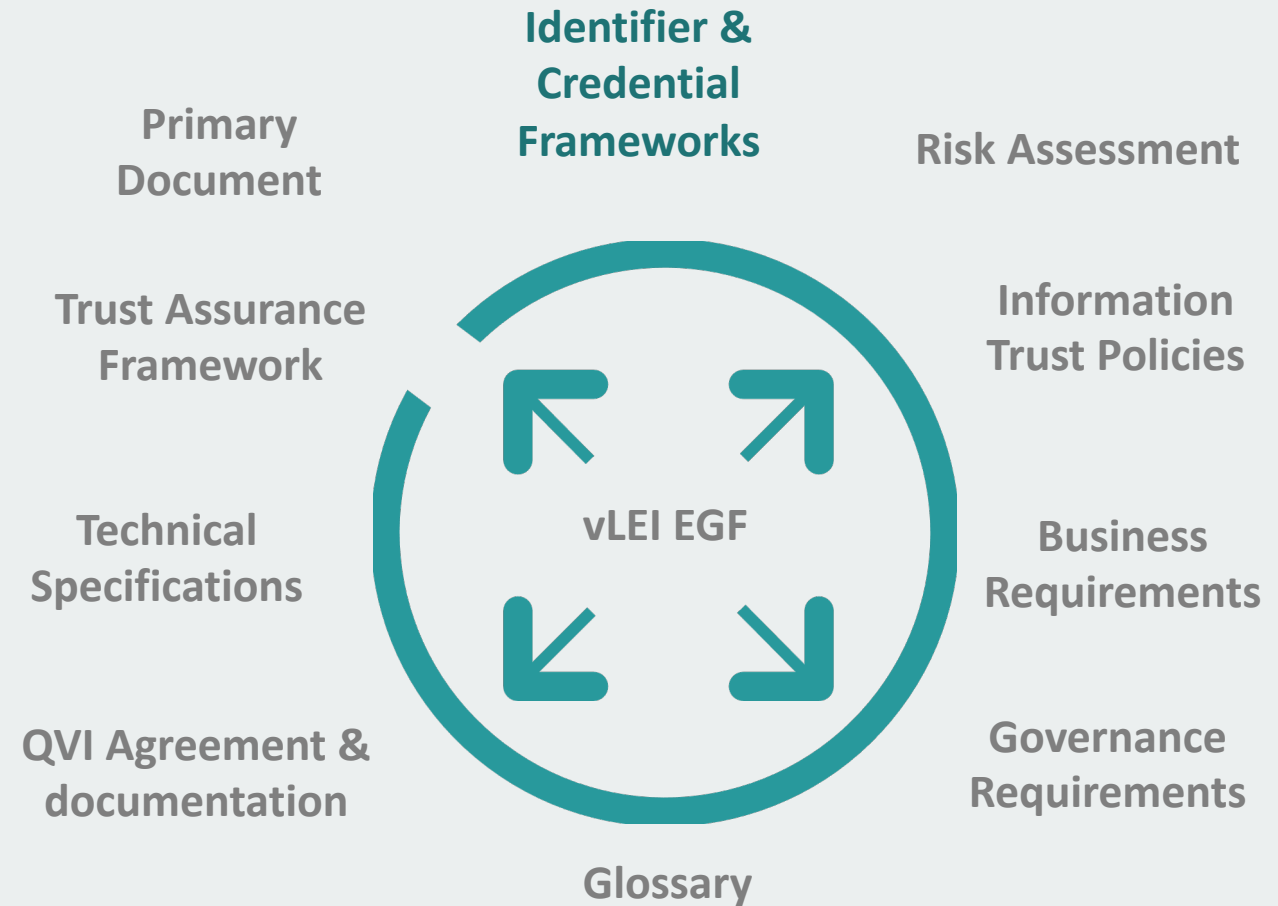 Identifier &
Credential
Frameworks
Primary
Document
Risk Assessment
Trust Assurance
Framework
Information
Trust Policies
vLEI EGF
Technical
Specifications
Business
Requirements
QVI Agreement &
documentation
Governance
Requirements
Glossary